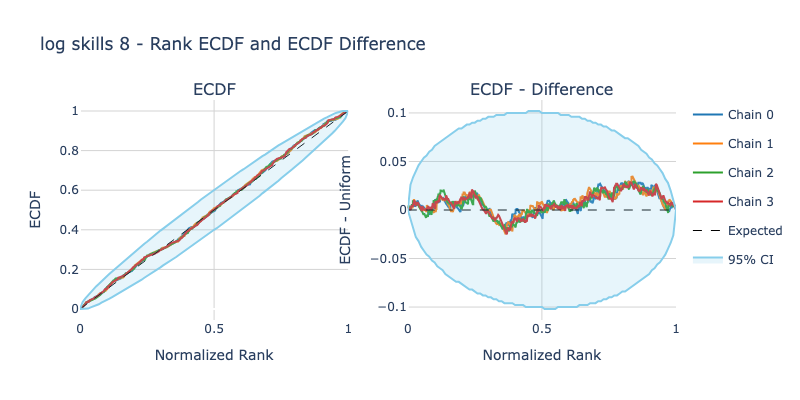 log skills 8 - Rank ECDF and ECDF Difference
ECDF
ECDF - Difference
1
0.8
0.6
0.4
0.2
0
ECDF
0
0.5
1
Normalized Rank
0.1
0.05
0
−0.05
−0.1
ECDF - Uniform
0
0.5
1
Normalized Rank
Chain 0
Chain 1
Chain 2
Chain 3
Expected
95% CI